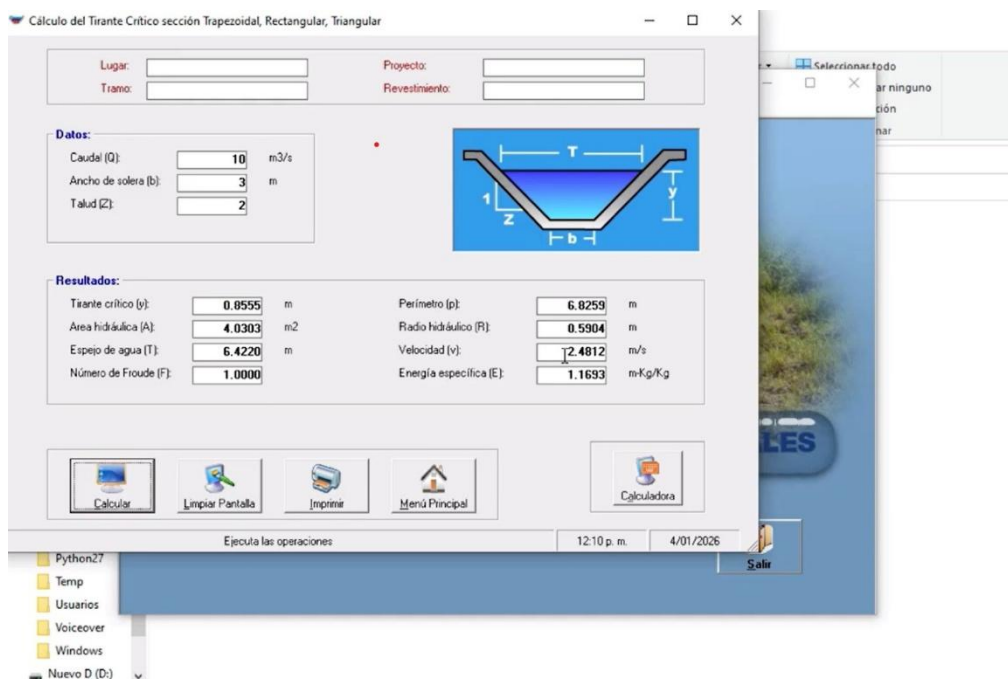 Cálculo del Tirante Crítico sección Trapezoidal, Rectangular, Triangular
Lugar:
Proyecto:
Tramo:
Revestimiento:
Datos:
Caudal (Q): 10 m3/s
Ancho de solera (b): 3 m
Talud (Z): 2
T
y
1
Z
b
Resultados:
Tirante crítico (y): 0.8555 m
Perímetro (p): 6.8259 m
Area hidráulica (A): 4.0303 m2
Radio hidráulico (R): 0.5904 m
Espejo de agua (T): 6.4220 m
Velocidad (v): 2.4812 m/s
Número de Froude (F): 1.0000
Energía específica (E): 1.1693 m-Kg/Kg
Calcular
Limpiar Pantalla
Imprimir
Menú Principal
Calculadora
Ejecuta las operaciones
12:10 p. m.
4/01/2026
Seleccionar todo
ar ninguno
ción
nar
LES
Salir
Python27
Temp
Usuarios
Voiceover
Windows
Nuevo D (D:)